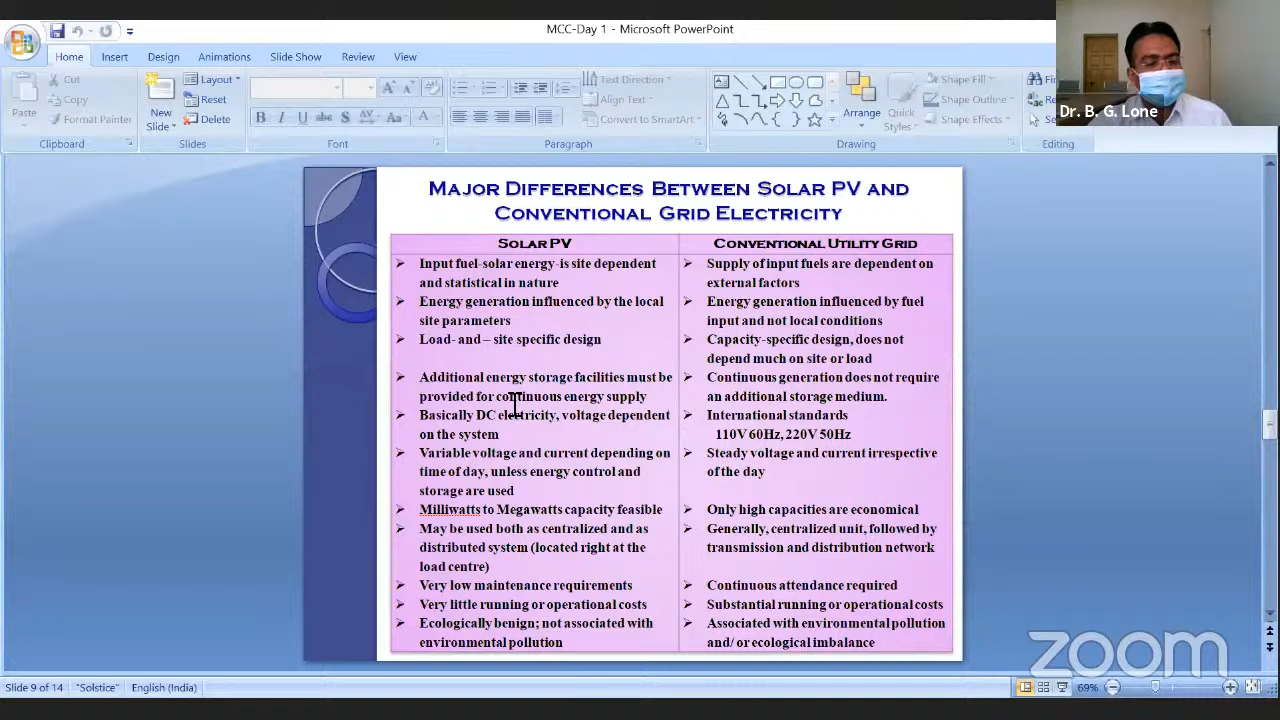 MCC-Day 1 - Microsoft PowerPoint
Home Insert Design Animations Slide Show Review View
Cut
Copy
Format Painter
Paste
Clipboard
New
Slide
Layout
Reset
Delete
Slides
B I U abc S AV Aa A
Font
Text Direction
Align Text
Convert to SmartArt
Paragraph
Arrange
Quick
Styles
Shape Fill
Shape Outline
Shape Effects
Drawing
Editing
Dr. B. G. Lone
MAJOR DIFFERENCES BETWEEN SOLAR PV AND
CONVENTIONAL GRID ELECTRICITY
SOLAR PV
Input fuel-solar energy-is site dependent
and statistical in nature
Energy generation influenced by the local
site parameters
Load- and – site specific design
Additional energy storage facilities must be
provided for continuous energy supply
Basically DC electricity, voltage dependent
on the system
Variable voltage and current depending on
time of day, unless energy control and
storage are used
Milliwatts to Megawatts capacity feasible
May be used both as centralized and as
distributed system (located right at the
load centre)
Very low maintenance requirements
Very little running or operational costs
Ecologically benign; not associated with
environmental pollution
CONVENTIONAL UTILITY GRID
Supply of input fuels are dependent on
external factors
Energy generation influenced by fuel
input and not local conditions
Capacity-specific design, does not
depend much on site or load
Continuous generation does not require
an additional storage medium.
International standards
110V 60Hz, 220V 50Hz
Steady voltage and current irrespective
of the day
Only high capacities are economical
Generally, centralized unit, followed by
transmission and distribution network
Continuous attendance required
Substantial running or operational costs
Associated with environmental pollution
and/ or ecological imbalance
zoom
Slide 9 of 14 "Solstice" English (India) 69%